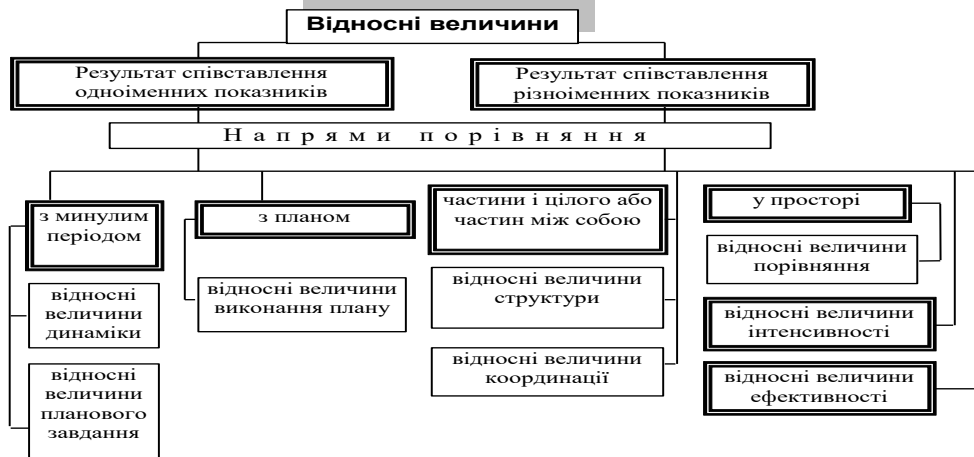 Відносні величини
Результат співставлення
одноіменних показників
Результат співставлення
різноіменних показників
Напрями порівняння
з минулим
періодом
відносні
величини
динаміки
відносні
величини
планового
завдання
з планом
відносні величини
виконання плану
частини і цілого або
частин між собою
відносні величини
структури
відносні величини
координації
у просторі
відносні величини
порівняння
відносні величини
інтенсивності
відносні величини
ефективності